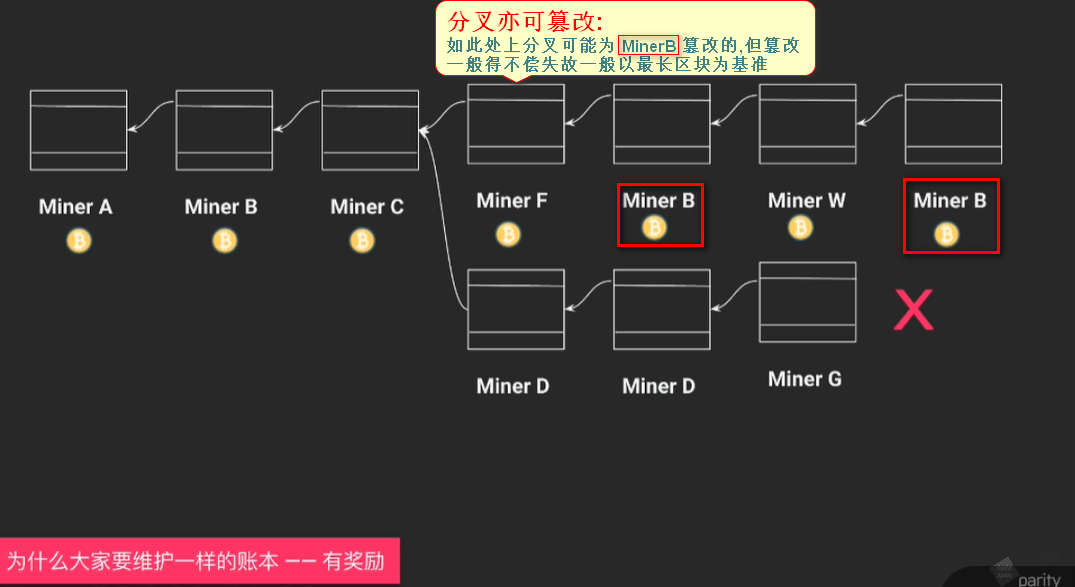 分叉亦可篡改:
如此处上分叉可能为 MinerB 篡改的,但篡改
一般得不偿失故一般以最长区块为基准
Miner A
Miner B
Miner C
Miner F
Miner B
Miner W
Miner B
Miner D
Miner D
Miner G
X
为什么大家要维护一样的账本 —— 有奖励
parity